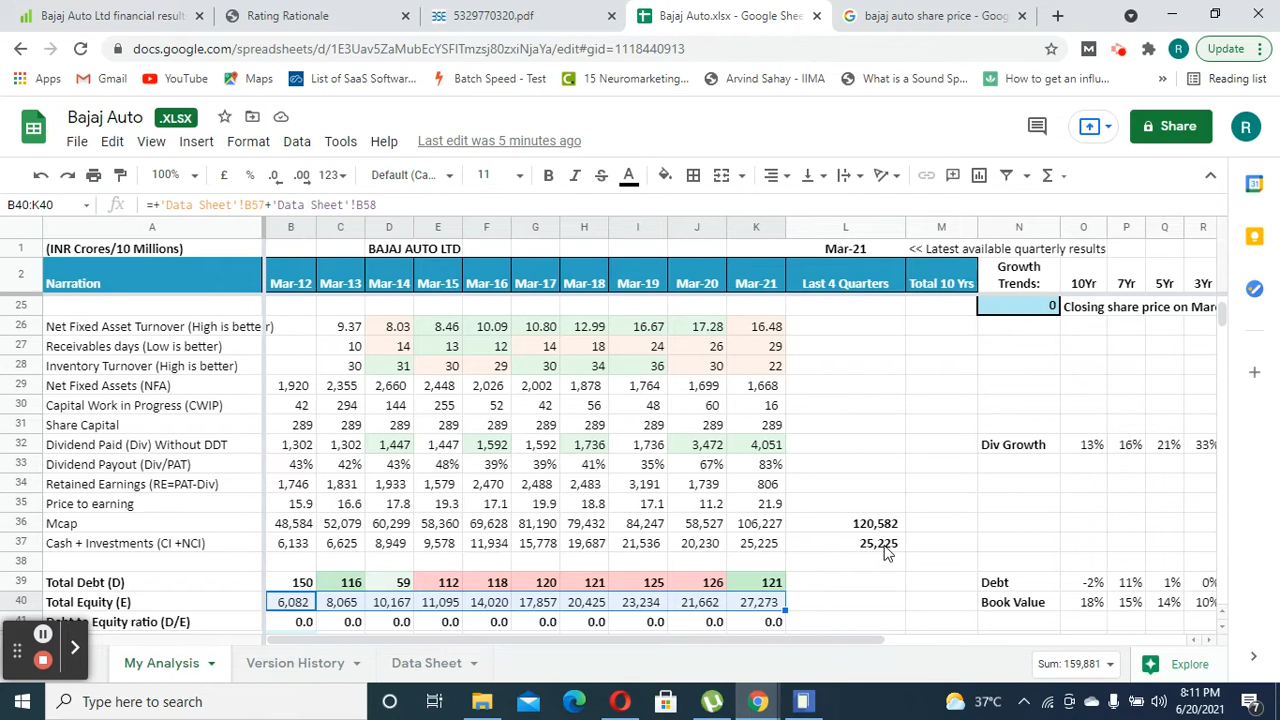 Bajaj Auto Ltd financial results
Rating Rationale
5329770320.pdf
Bajaj Auto.xlsx - Google Shee
bajaj auto share price - Goog
docs.google.com/spreadsheets/d/1E3Uav5ZaMubEcYSFITmzsj80zxiNjaYa/edit#gid=1118440913
R
Update
Apps
Gmail
YouTube
Maps
List of SaaS Softwar...
Batch Speed - Test
15 Neuromarketing...
Arvind Sahay - IIMA
What is a Sound Sp...
How to get an influ...
Reading list
Bajaj Auto .XLSX
File Edit View Insert Format Data Tools Help Last edit was 5 minutes ago
Share
R
100% £ % .0 .00 123 Default (Ca... 11
B40:K40 fx =+'Data Sheet'!B57+'Data Sheet'!B58
A B C D E F G H I J K L M N O P Q R
1 (INR Crores/10 Millions) BAJAJ AUTO LTD Mar-21 << Latest available quarterly results
2 Narration Mar-12 Mar-13 Mar-14 Mar-15 Mar-16 Mar-17 Mar-18 Mar-19 Mar-20 Mar-21 Last 4 Quarters Total 10 Yrs Growth Trends: 10Yr 7Yr 5Yr 3Yr
25 0 Closing share price on Marc
26 Net Fixed Asset Turnover (High is better) 9.37 8.03 8.46 10.09 10.80 12.99 16.67 17.28 16.48
27 Receivables days (Low is better) 10 14 13 12 14 18 24 26 29
28 Inventory Turnover (High is better) 30 31 30 29 30 34 36 30 22
29 Net Fixed Assets (NFA) 1,920 2,355 2,660 2,448 2,026 2,002 1,878 1,764 1,699 1,668
30 Capital Work in Progress (CWIP) 42 294 144 255 52 42 56 48 60 16
31 Share Capital 289 289 289 289 289 289 289 289 289 289
32 Dividend Paid (Div) Without DDT 1,302 1,302 1,447 1,447 1,592 1,592 1,736 1,736 3,472 4,051 Div Growth 13% 16% 21% 33%
33 Dividend Payout (Div/PAT) 43% 42% 43% 48% 39% 39% 41% 35% 67% 83%
34 Retained Earnings (RE=PAT-Div) 1,746 1,831 1,933 1,579 2,470 2,488 2,483 3,191 1,739 806
35 Price to earning 15.9 16.6 17.8 19.3 17.1 19.9 18.8 17.1 11.2 21.9
36 Mcap 48,584 52,079 60,299 58,360 69,628 81,190 79,432 84,247 58,527 106,227 120,582
37 Cash + Investments (CI +NCI) 6,133 6,625 8,949 9,578 11,934 15,778 19,687 21,536 20,230 25,225 25,225
38
39 Total Debt (D) 150 116 59 112 118 120 121 125 126 121 Debt -2% 11% 1% 0%
40 Total Equity (E) 6,082 8,065 10,167 11,095 14,020 17,857 20,425 23,234 21,662 27,273 Book Value 18% 15% 14% 10%
Debt to Equity ratio (D/E) 0.0 0.0 0.0 0.0 0.0 0.0 0.0 0.0 0.0 0.0
My Analysis Version History Data Sheet Sum: 159,881 Explore
Type here to search
37°C
8:11 PM
6/20/2021
7